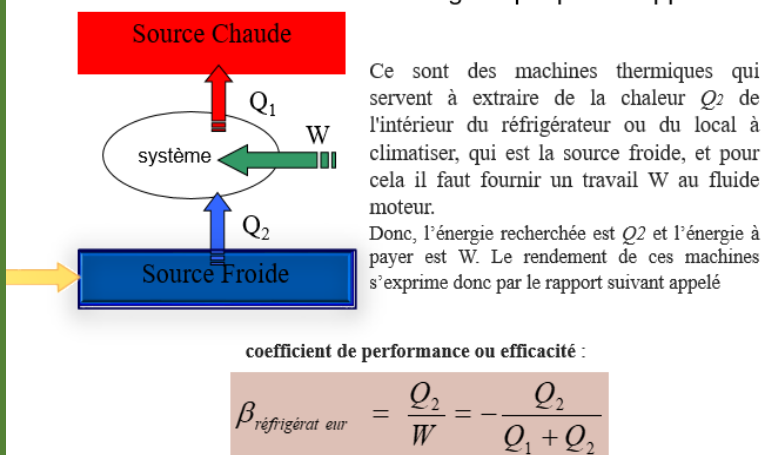 Source Chaude
Q1
W
système
Q2
Source Froide
Ce sont des machines thermiques qui
servent à extraire de la chaleur Q2 de
l'intérieur du réfrigérateur ou du local à
climatiser, qui est la source froide, et pour
cela il faut fournir un travail W au fluide
moteur.
Donc, l'énergie recherchée est Q2 et l'énergie à
payer est W. Le rendement de ces machines
s'exprime donc par le rapport suivant appelé
coefficient de performance ou efficacité :
β réfrigérat eur = Q₂/W = − Q₂/(Q₁ + Q₂)